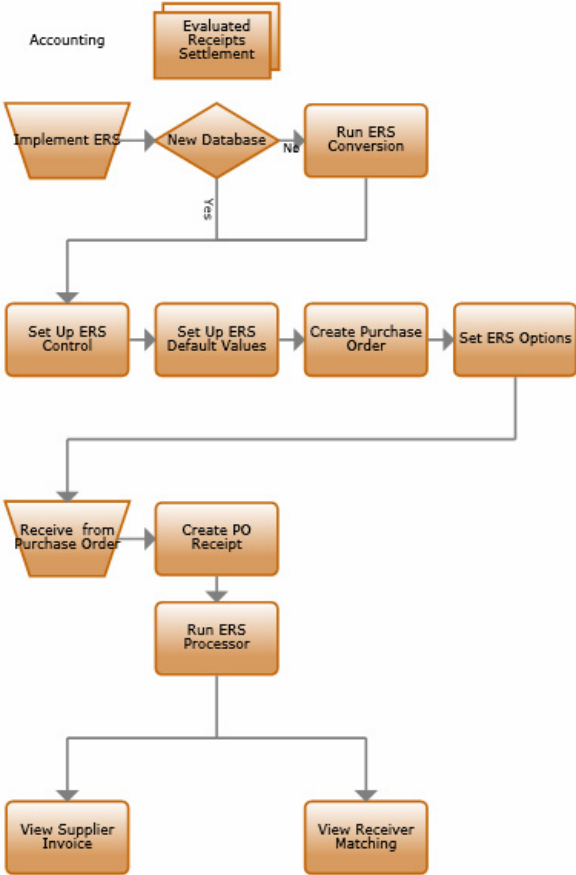 Accounting
Evaluated
Receipts
Settlement
Implement ERS
New Database
No
Run ERS
Conversion
Yes
Set Up ERS
Control
Set Up ERS
Default Values
Create Purchase
Order
Set ERS Options
Receive from
Purchase Order
Create PO
Receipt
Run ERS
Processor
View Supplier
Invoice
View Receiver
Matching